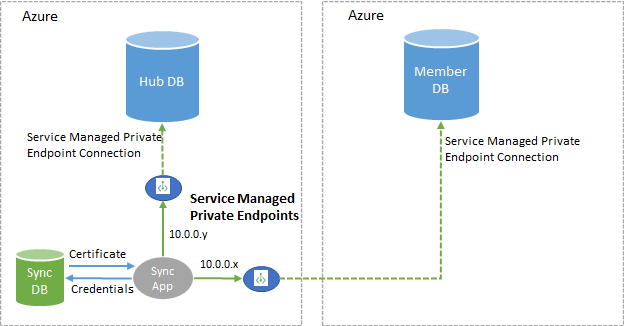 Azure
Azure
Hub DB
Member
DB
Service Managed Private
Endpoint Connection
Service Managed Private
Endpoint Connection
Service Managed
Private Endpoints
10.0.0.y
Sync
DB
Certificate
Credentials
Sync
App
10.0.0.x